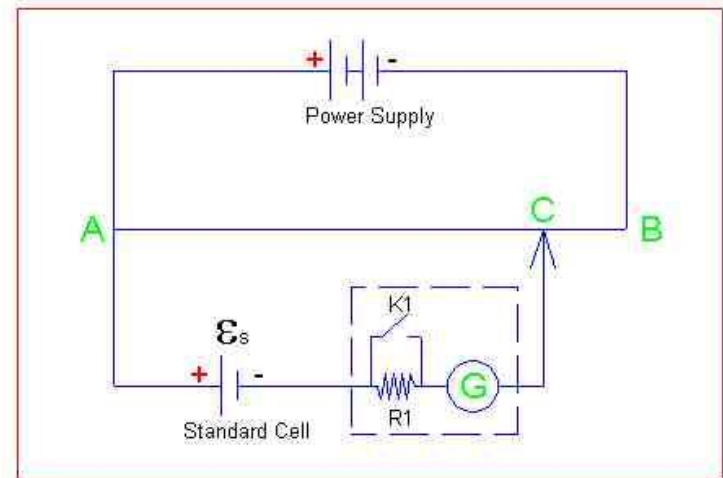 + -
Power Supply
A
C
B
K1
εs
+ -
G
R1
Standard Cell